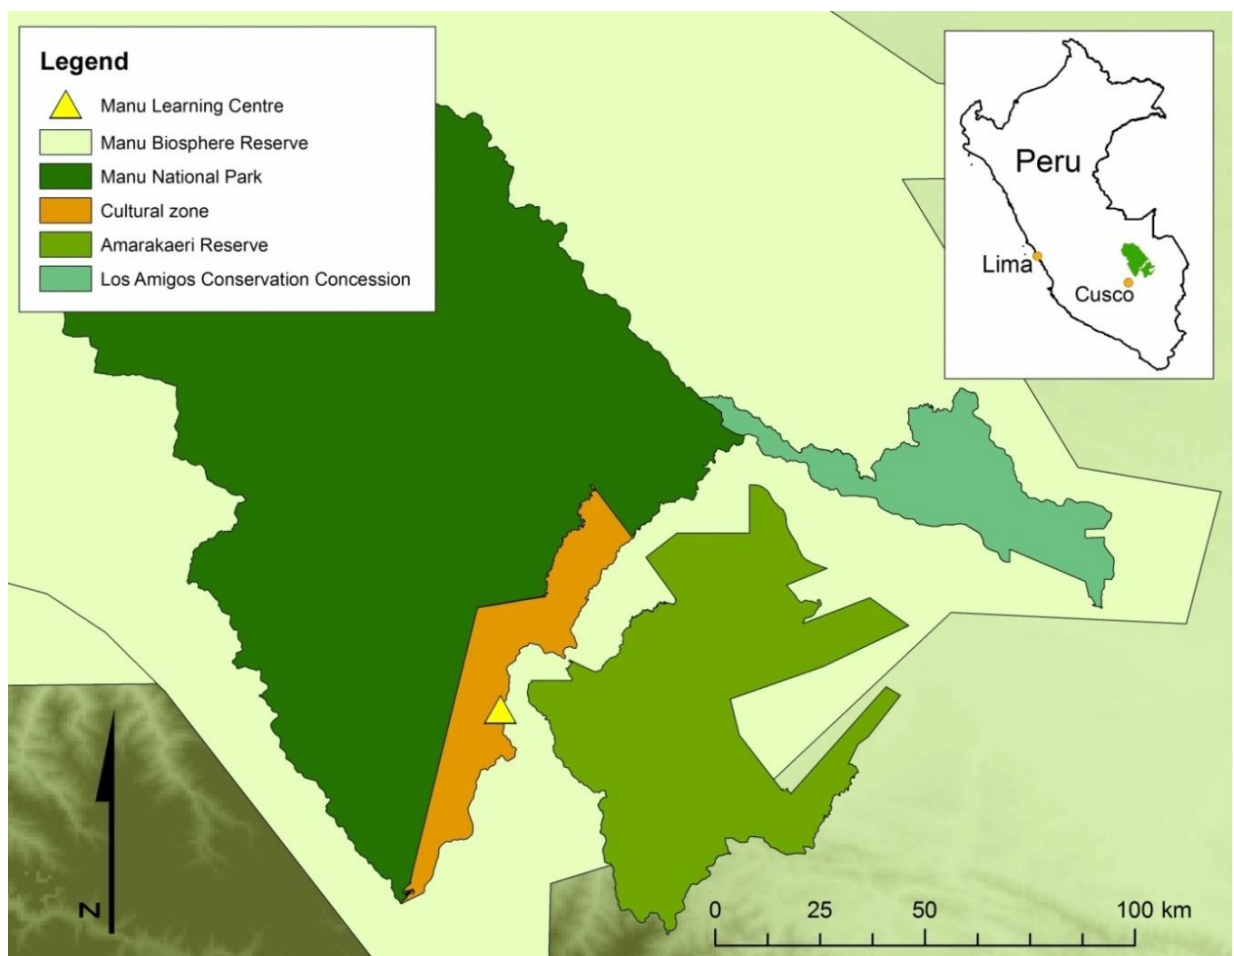 Legend
Manu Learning Centre
Manu Biosphere Reserve
Manu National Park
Cultural zone
Amarakaeri Reserve
Los Amigos Conservation Concession
Peru
Lima
Cusco
N
0 25 50 100 km